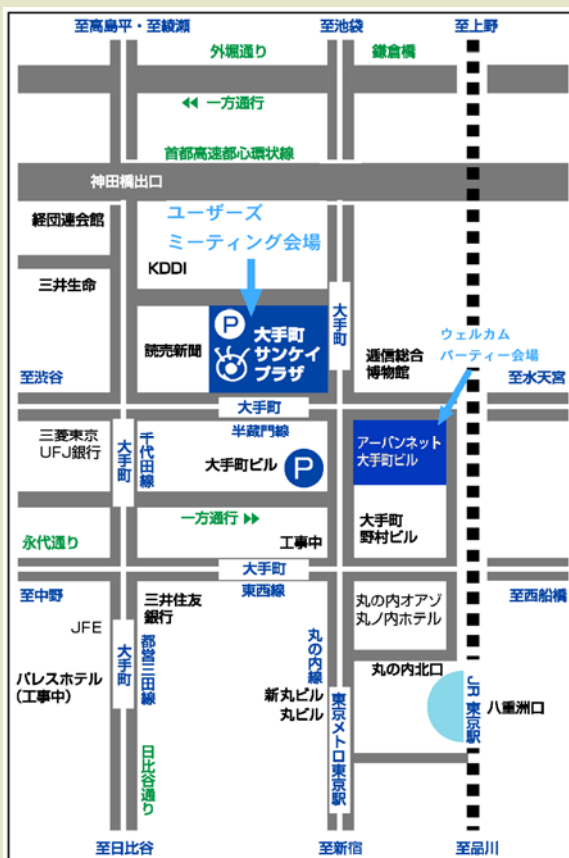 至高島平・至綾瀬
至池袋
至上野
外堀通り
鎌倉橋
一方通行
首都高速都心環状線
神田橋出口
経団連会館
ユーザーズ
ミーティング会場
KDDI
三井生命
P
大手町
サンケイ
プラザ
大手町
読売新聞
逓信総合
博物館
ウェルカム
パーティー会場
至渋谷
至水天宮
大手町
半蔵門線
三菱東京
UFJ銀行
大手町
千代田線
大手町ビル
P
アーバンネット
大手町ビル
一方通行
永代通り
工事中
大手町
野村ビル
大手町
東西線
至中野
至西船橋
三井住友
銀行
丸の内オアゾ
丸ノ内ホテル
JFE
大手町
都営三田線
丸の内線
パレスホテル
(工事中)
新丸ビル
丸ビル
東京メトロ東京駅
丸の内北口
JR東京駅
八重洲口
日比谷通り
至日比谷
至新宿
至品川